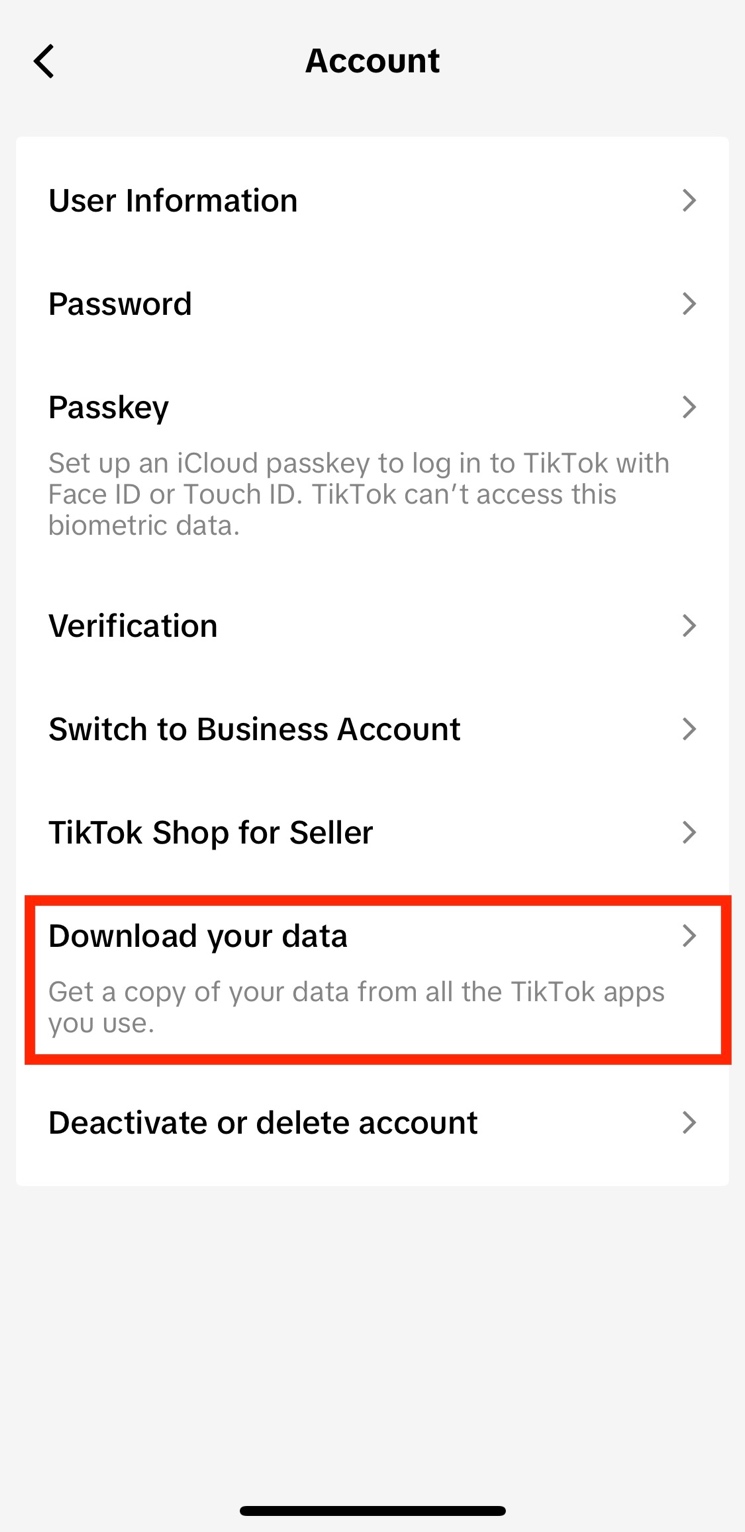 Account
User Information
Password
Passkey
Set up an iCloud passkey to log in to TikTok with
Face ID or Touch ID. TikTok can’t access this
biometric data.
Verification
Switch to Business Account
TikTok Shop for Seller
Download your data
Get a copy of your data from all the TikTok apps
you use.
Deactivate or delete account